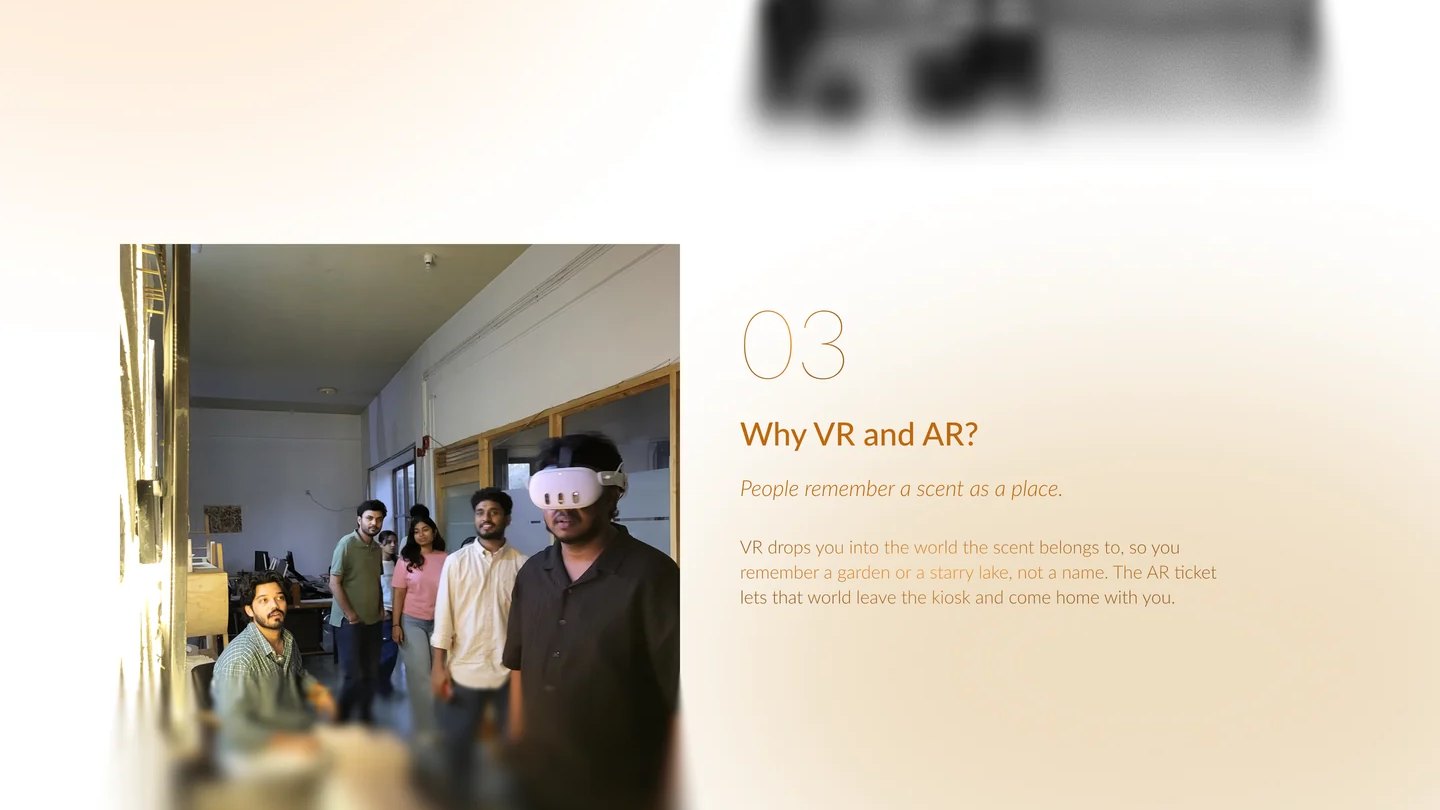 03
Why VR and AR?
People remember a scent as a place.
VR drops you into the world the scent belongs to, so you
remember a garden or a starry lake, not a name. The AR ticket
lets that world leave the kiosk and come home with you.